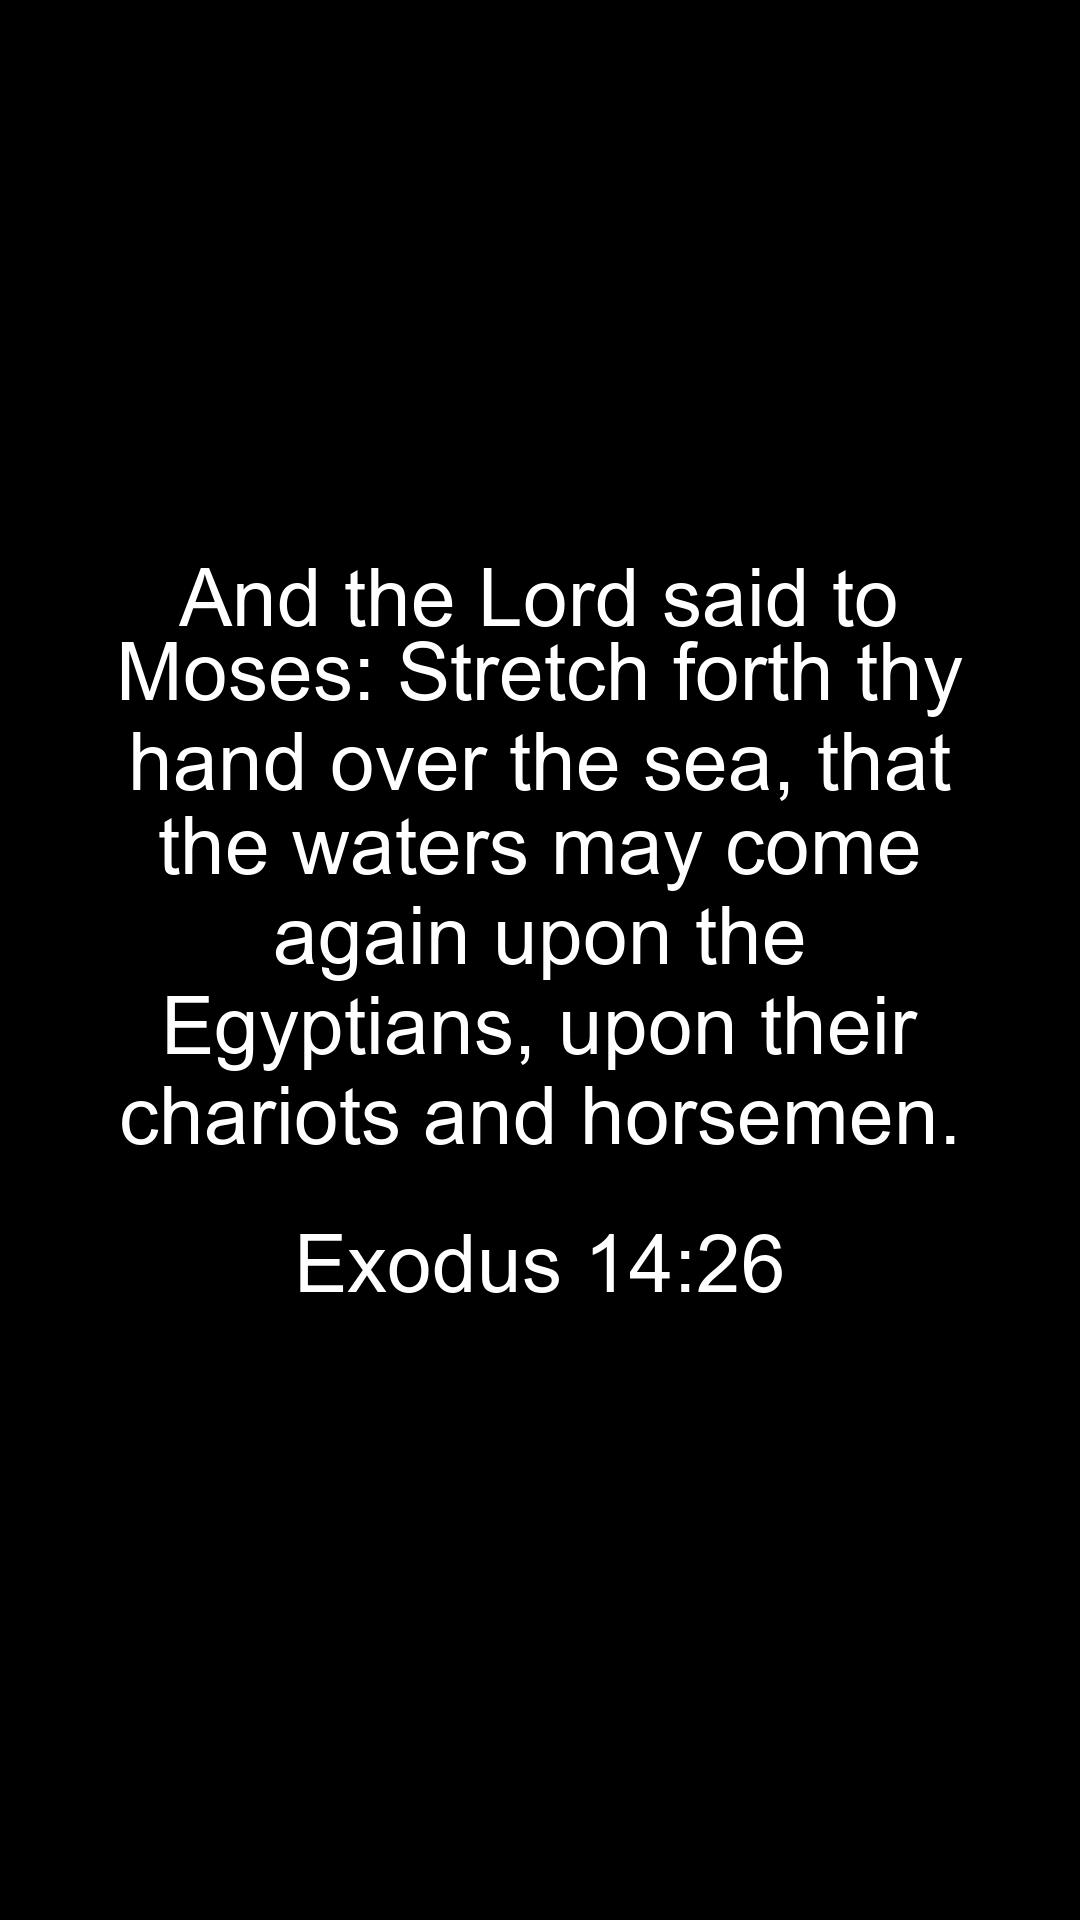 And the Lord said to
Moses: Stretch forth thy
hand over the sea, that
the waters may come
again upon the
Egyptians, upon their
chariots and horsemen.
Exodus 14:26